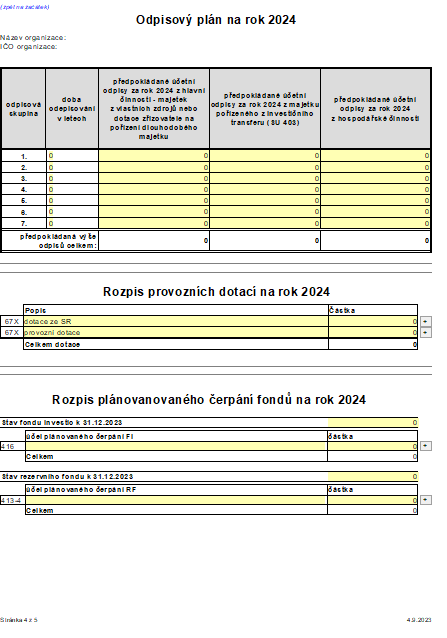 (zpět na začátek)
Odpisový plán na rok 2024
Název organizace:
IČO organizace:
odpisová skupina
doba odepisování v letech
předpokládané účetní odpisy za rok 2024 z hlavní činnosti - majetek z vlastních zdrojů nebo dotace zřizovatele na pořízení dlouhodobého majetku
předpokládané účetní odpisy za rok 2024 z majetku pořízeného z investičního transferu (SU 403)
předpokládané účetní odpisy za rok 2024 z hospodářské činnosti
1. 0 0 0 0
2. 0 0 0 0
3. 0 0 0 0
4. 0 0 0 0
5. 0 0 0 0
6. 0 0 0 0
7. 0 0 0 0
předpokládaná výše odpisů celkem: 0 0 0
Rozpis provozních dotací na rok 2024
Popis Částka
67X dotace ze SR 0 +
67X provozní dotace 0 +
Celkem dotace 0
Rozpis plánovanovaného čerpání fondů na rok 2024
Stav fondu investic k 31.12.2023 0
účel plánovaného čerpání FI částka
416 0 +
Celkem 0
Stav rezervního fondu k 31.12.2023 0
účel plánovaného čerpání RF částka
413-4 0 +
Celkem 0
Stránka 4 z 5 4.9.2023